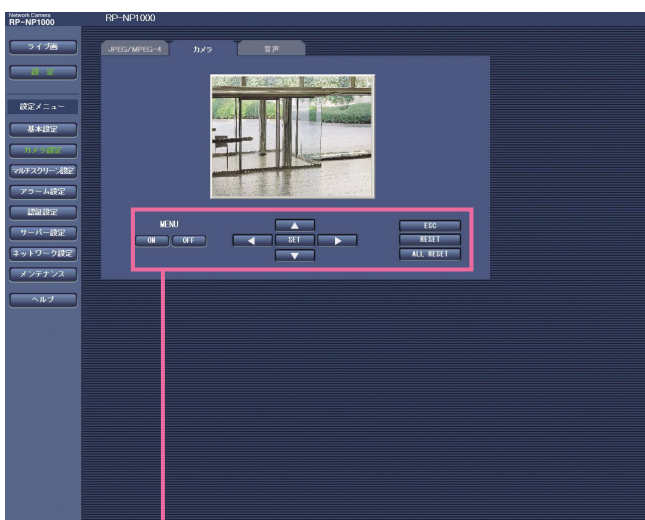 Network Camera
RP-NP1000
RP-NP1000
ライブ画
設 定
JPEG/MPEG-4 カメラ 音声
設定メニュー
基本設定
カメラ設定
マルチスクリーン設定
アラーム設定
認証設定
サーバー設定
ネットワーク設定
メンテナンス
ヘルプ
MENU
ON OFF
▲
◀ SET ▶
▼
ESC
RESET
ALL RESET